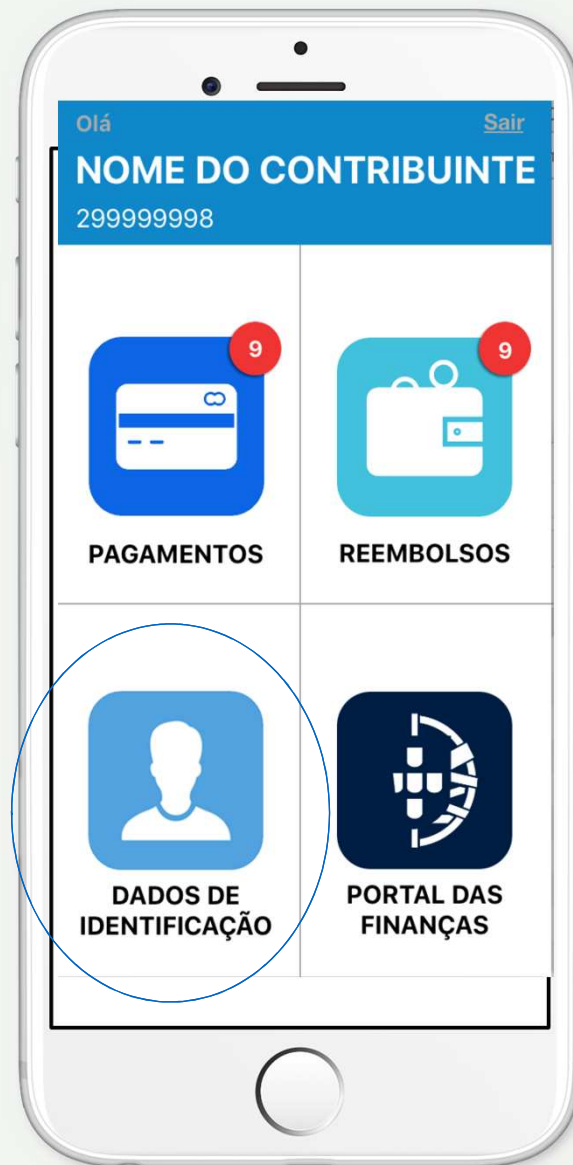 Olá
Sair
NOME DO CONTRIBUINTE
299999998
9
9
PAGAMENTOS
REEMBOLSOS
DADOS DE
IDENTIFICAÇÃO
PORTAL DAS
FINANÇAS